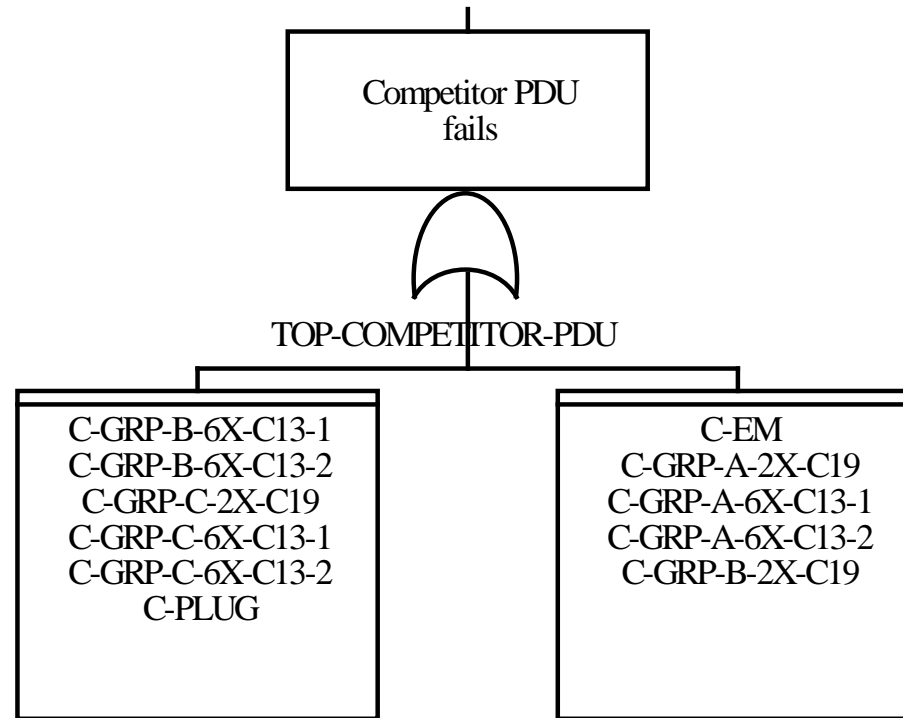 Competitor PDU
fails
TOP-COMPETITOR-PDU
C-GRP-B-6X-C13-1
C-GRP-B-6X-C13-2
C-GRP-C-2X-C19
C-GRP-C-6X-C13-1
C-GRP-C-6X-C13-2
C-PLUG
C-EM
C-GRP-A-2X-C19
C-GRP-A-6X-C13-1
C-GRP-A-6X-C13-2
C-GRP-B-2X-C19